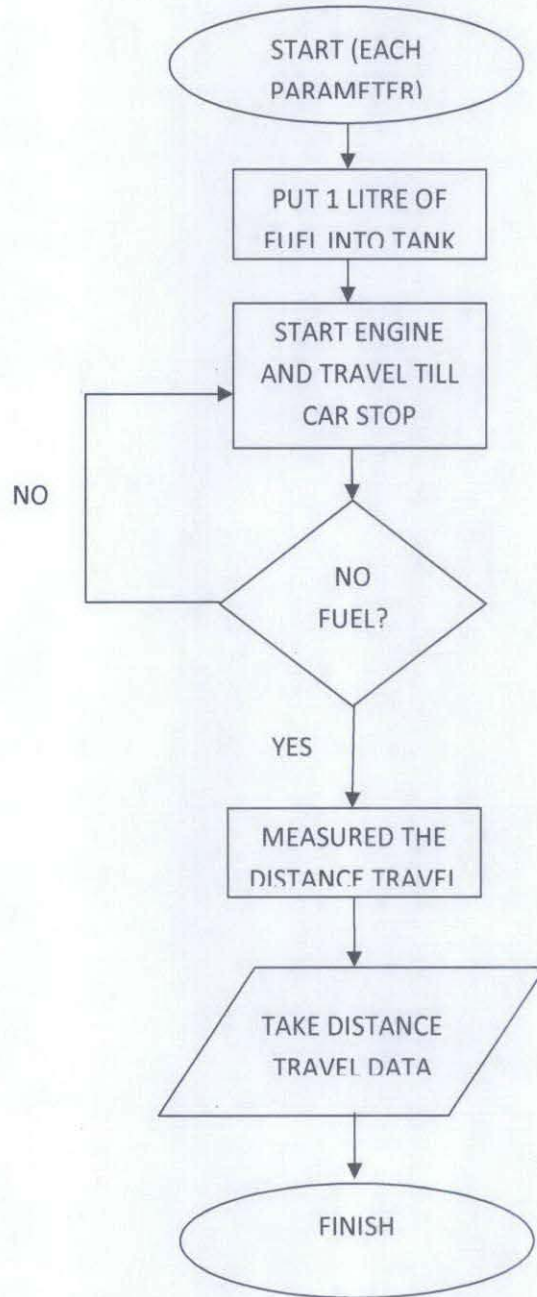 START (EACH
PARAMETER)
PUT 1 LITRE OF
FUEL INTO TANK
START ENGINE
AND TRAVEL TILL
CAR STOP
NO
NO
FUEL?
YES
MEASURED THE
DISTANCE TRAVEL
TAKE DISTANCE
TRAVEL DATA
FINISH